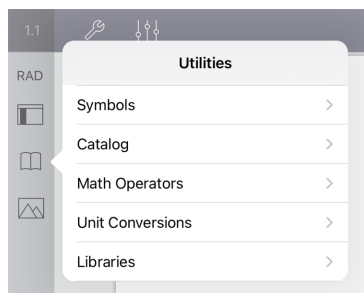 1.1
Utilities
RAD
Symbols
Catalog
Math Operators
Unit Conversions
Libraries